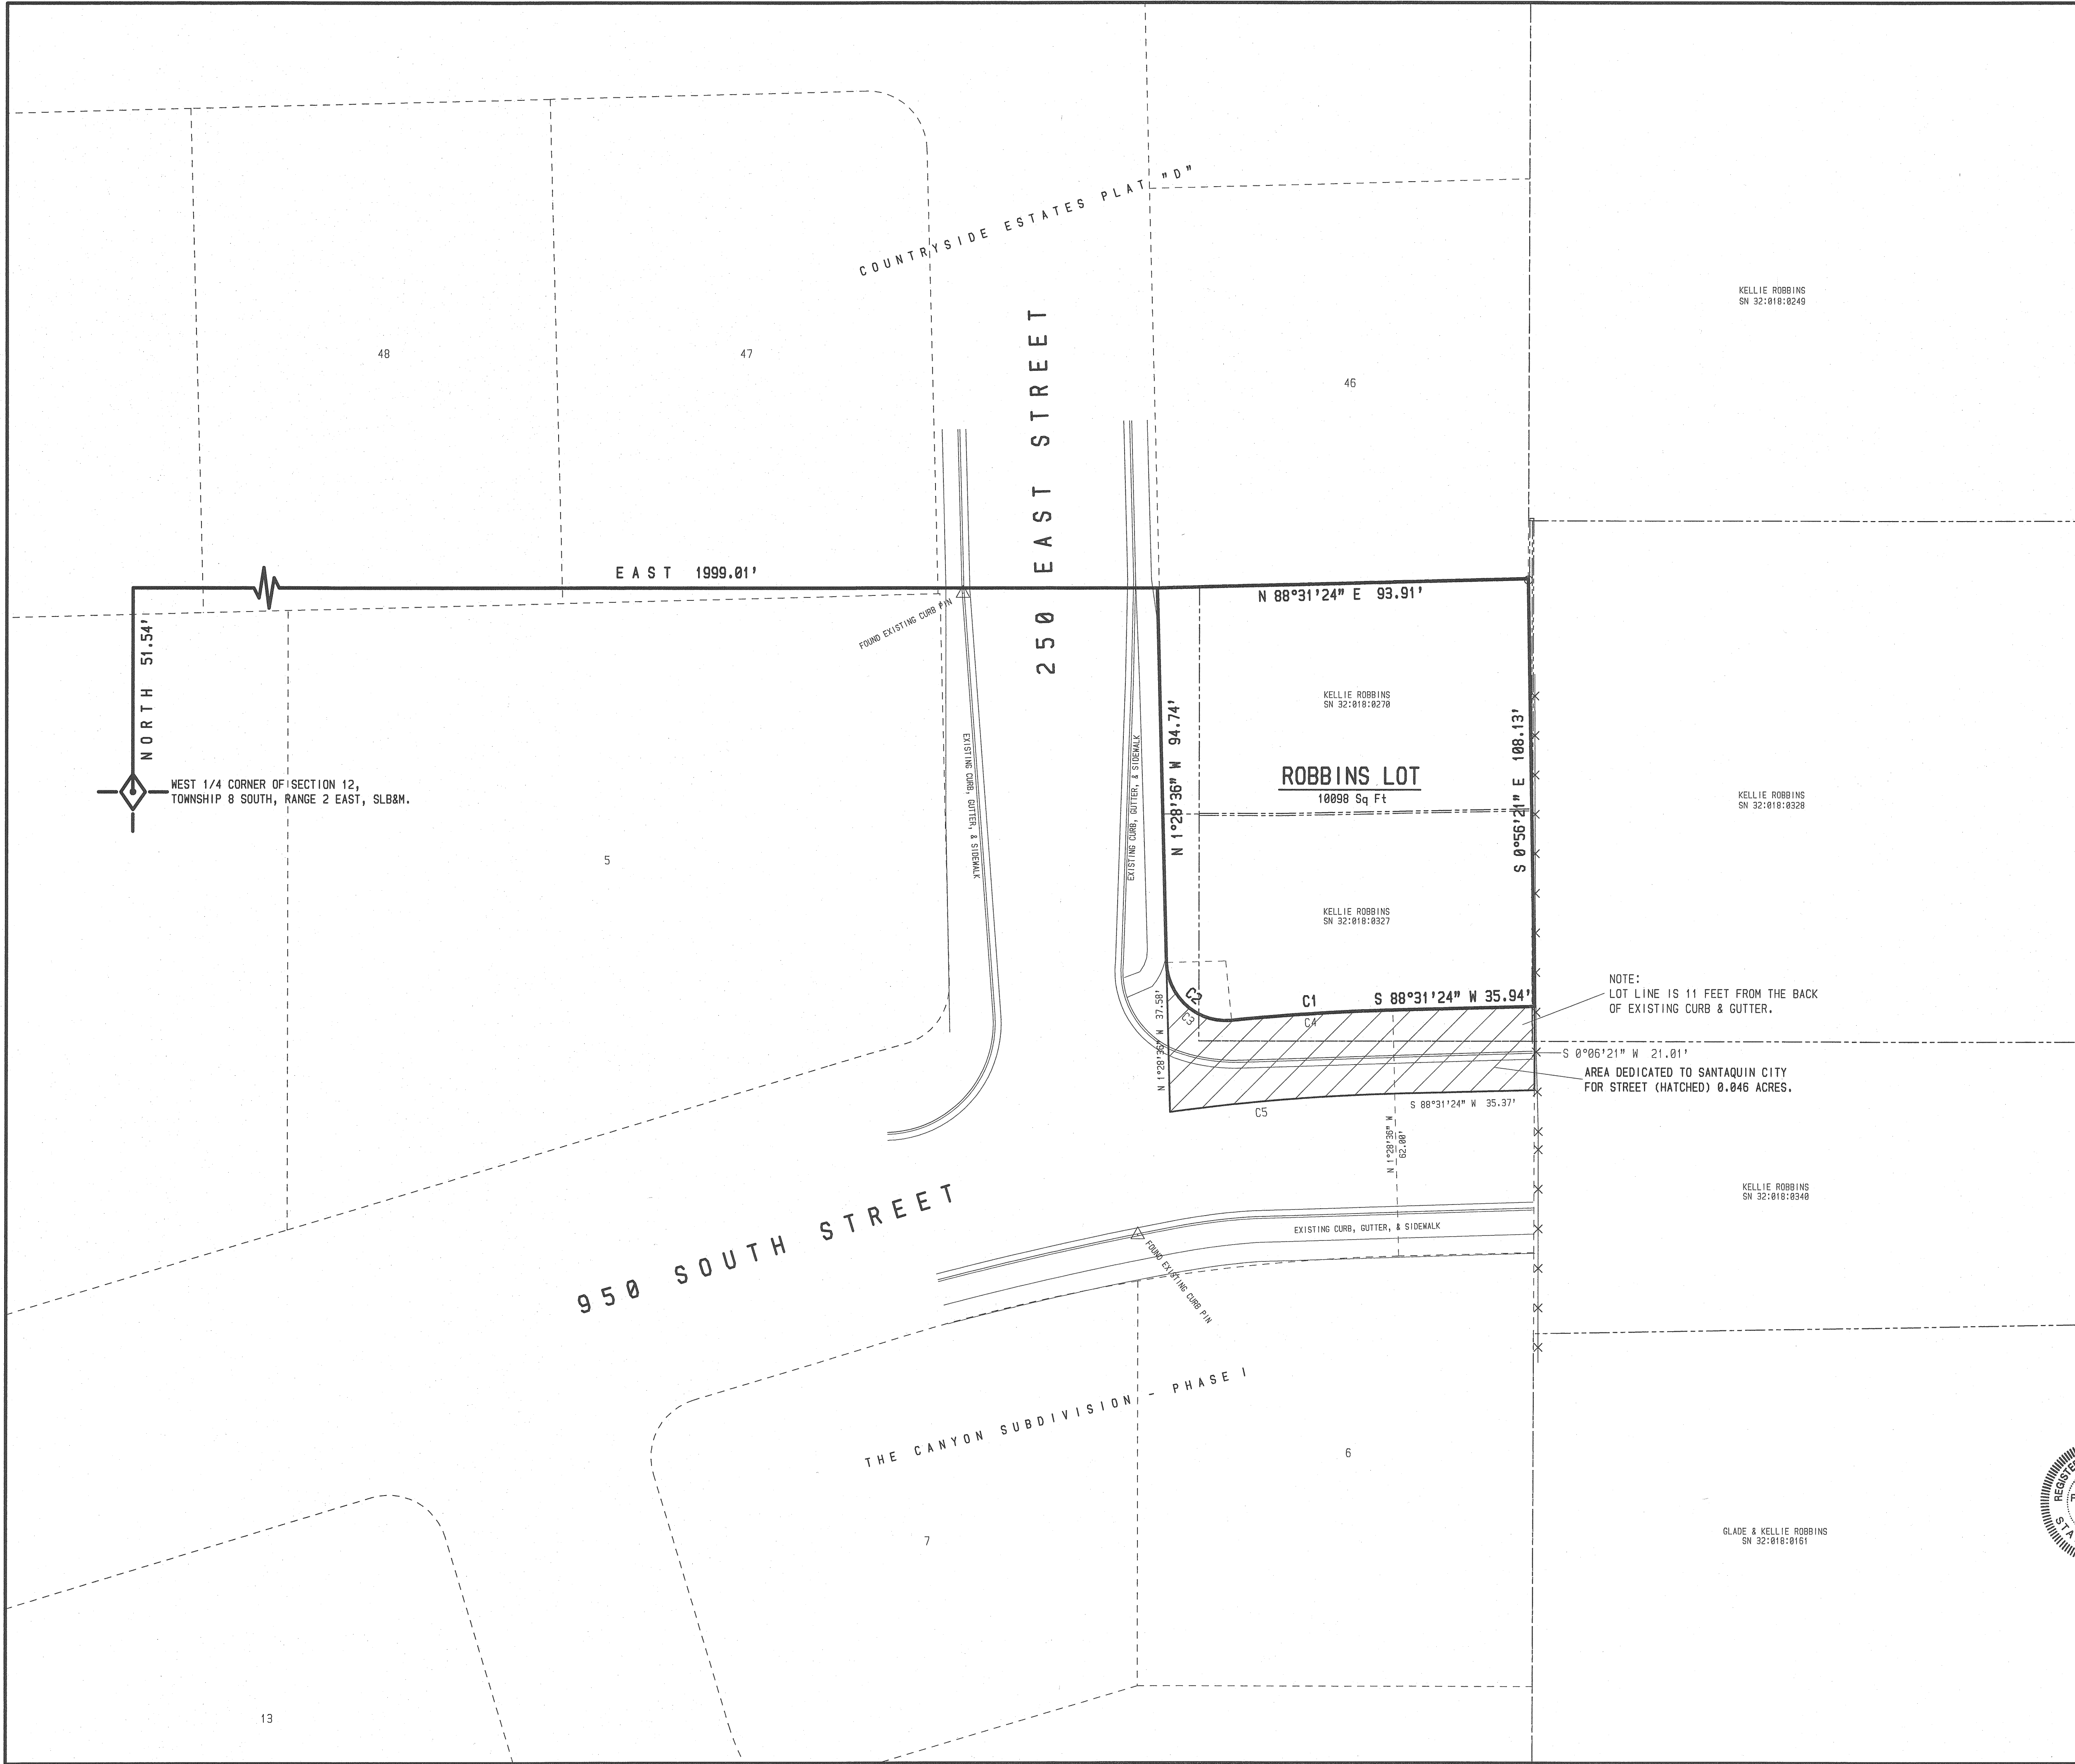 COUNTRYSIDE ESTATES PLAT "D"
KELLIE ROBBINS
SN 32:018:0249
48
47
46
250 EAST STREET
EAST 1999.01'
N 88°31'24" E 93.91'
FOUND EXISTING CURB PIN
NORTH 51.54'
WEST 1/4 CORNER OF SECTION 12,
TOWNSHIP 8 SOUTH, RANGE 2 EAST, SLB&M.
EXISTING CURB, GUTTER, & SIDEWALK
EXISTING CURB, GUTTER, & SIDEWALK
N 1°28'36" W 94.74'
KELLIE ROBBINS
SN 32:018:0270
ROBBINS LOT
10098 Sq Ft
S 0°56'21" E 108.13'
KELLIE ROBBINS
SN 32:018:0328
5
KELLIE ROBBINS
SN 32:018:0327
C2
C3
C1
S 88°31'24" W 35.94'
C4
N 1°28'36" W 37.58'
NOTE:
LOT LINE IS 11 FEET FROM THE BACK
OF EXISTING CURB & GUTTER.
S 0°06'21" W 21.01'
AREA DEDICATED TO SANTAQUIN CITY
FOR STREET (HATCHED) 0.046 ACRES.
C5
S 88°31'24" W 35.37'
N 1°28'36" W
62.00'
KELLIE ROBBINS
SN 32:018:0340
950 SOUTH STREET
EXISTING CURB, GUTTER, & SIDEWALK
FOUND EXISTING CURB PIN
THE CANYON SUBDIVISION - PHASE I
6
7
GLADE & KELLIE ROBBINS
SN 32:018:0161
13